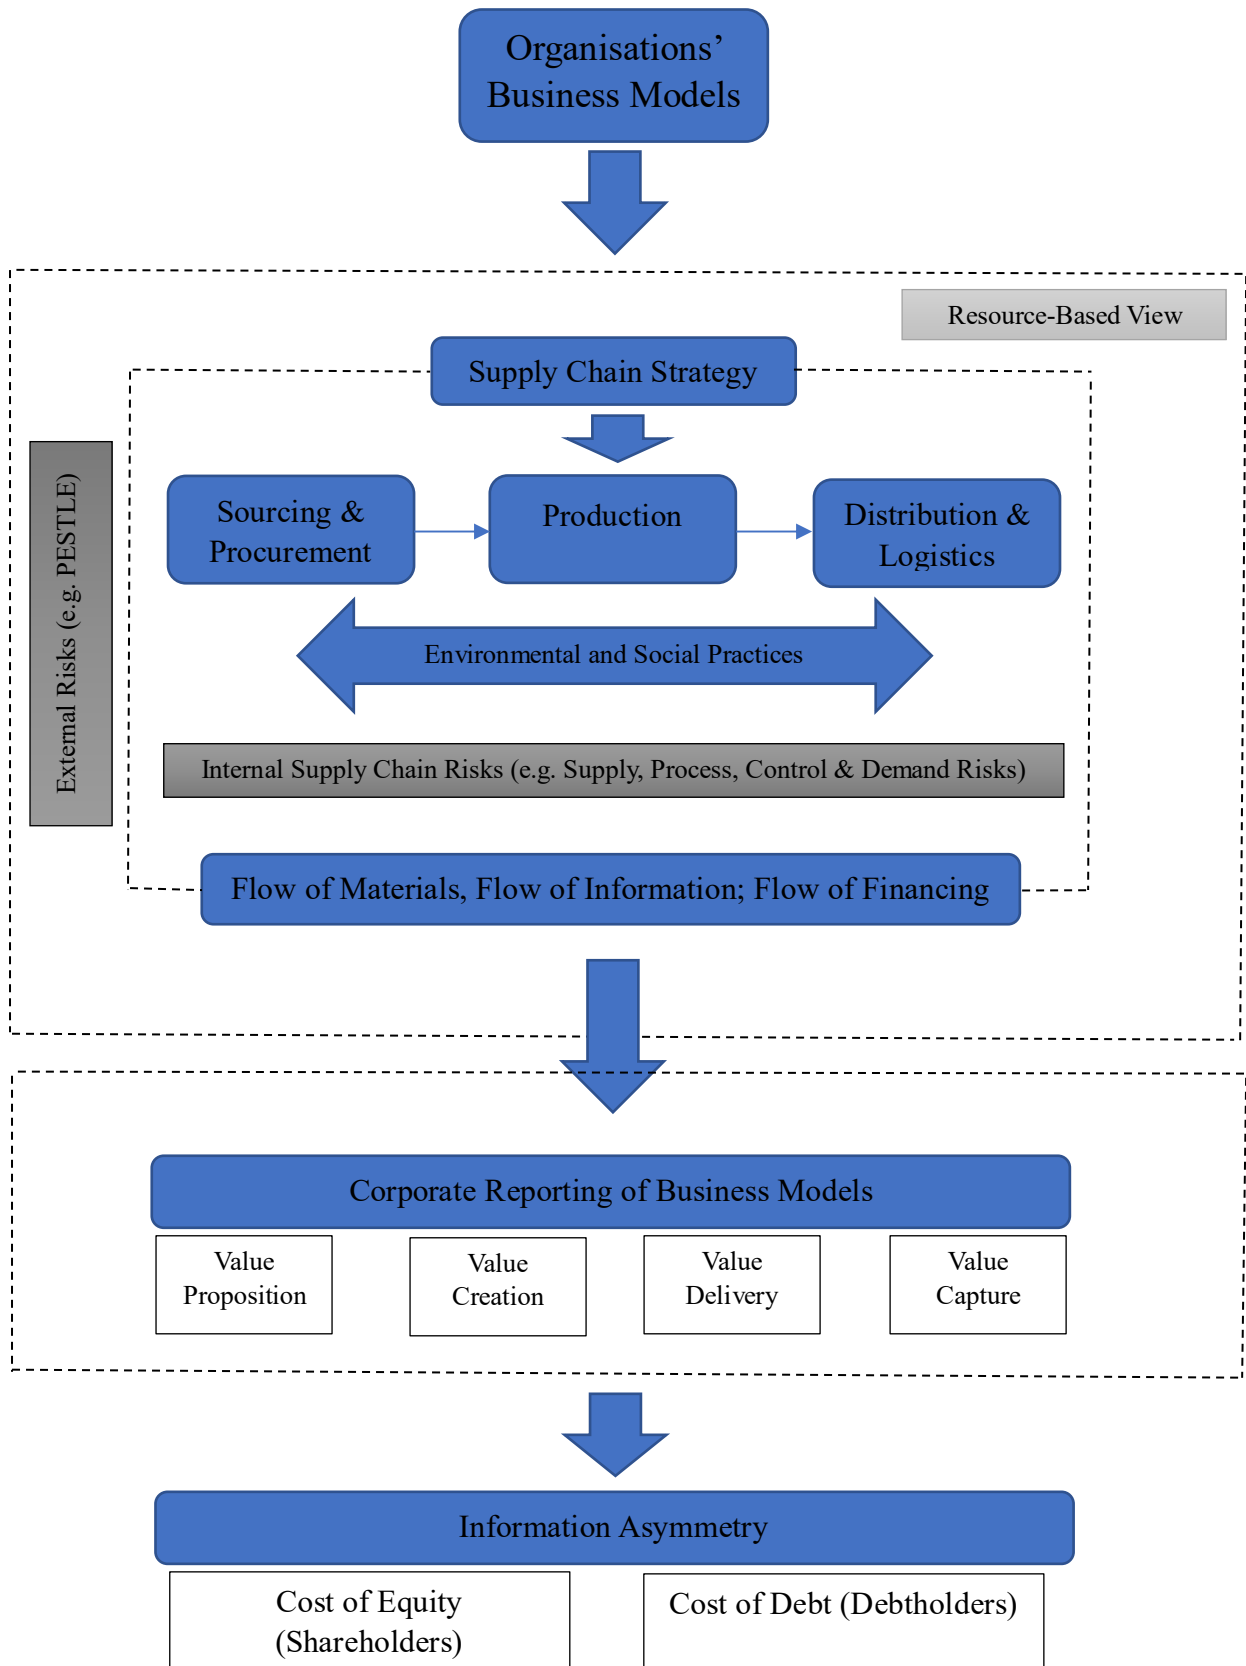 Organisations’
Business Models
Resource-Based View
Supply Chain Strategy
External Risks (e.g. PESTLE)
Sourcing &
Procurement
Production
Distribution &
Logistics
Environmental and Social Practices
Internal Supply Chain Risks (e.g. Supply, Process, Control & Demand Risks)
Flow of Materials, Flow of Information; Flow of Financing
Corporate Reporting of Business Models
Value
Proposition
Value
Creation
Value
Delivery
Value
Capture
Information Asymmetry
Cost of Equity
(Shareholders)
Cost of Debt (Debtholders)